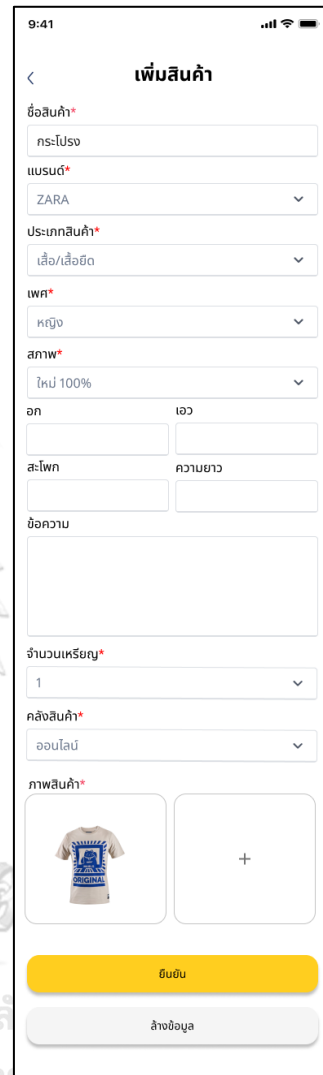 9:41
เพิ่มสินค้า
ชื่อสินค้า*
กระโปรง
แบรนด์*
ZARA
ประเภทสินค้า*
เสื้อ/เสื้อยืด
เพศ*
หญิง
สภาพ*
ใหม่ 100%
อก เอว
สะโพก ความยาว
ข้อความ
จำนวนเหรียญ*
1
คลังสินค้า*
ออนไลน์
ภาพสินค้า*
ORIGINAL
+
ยืนยัน
ล้างข้อมูล